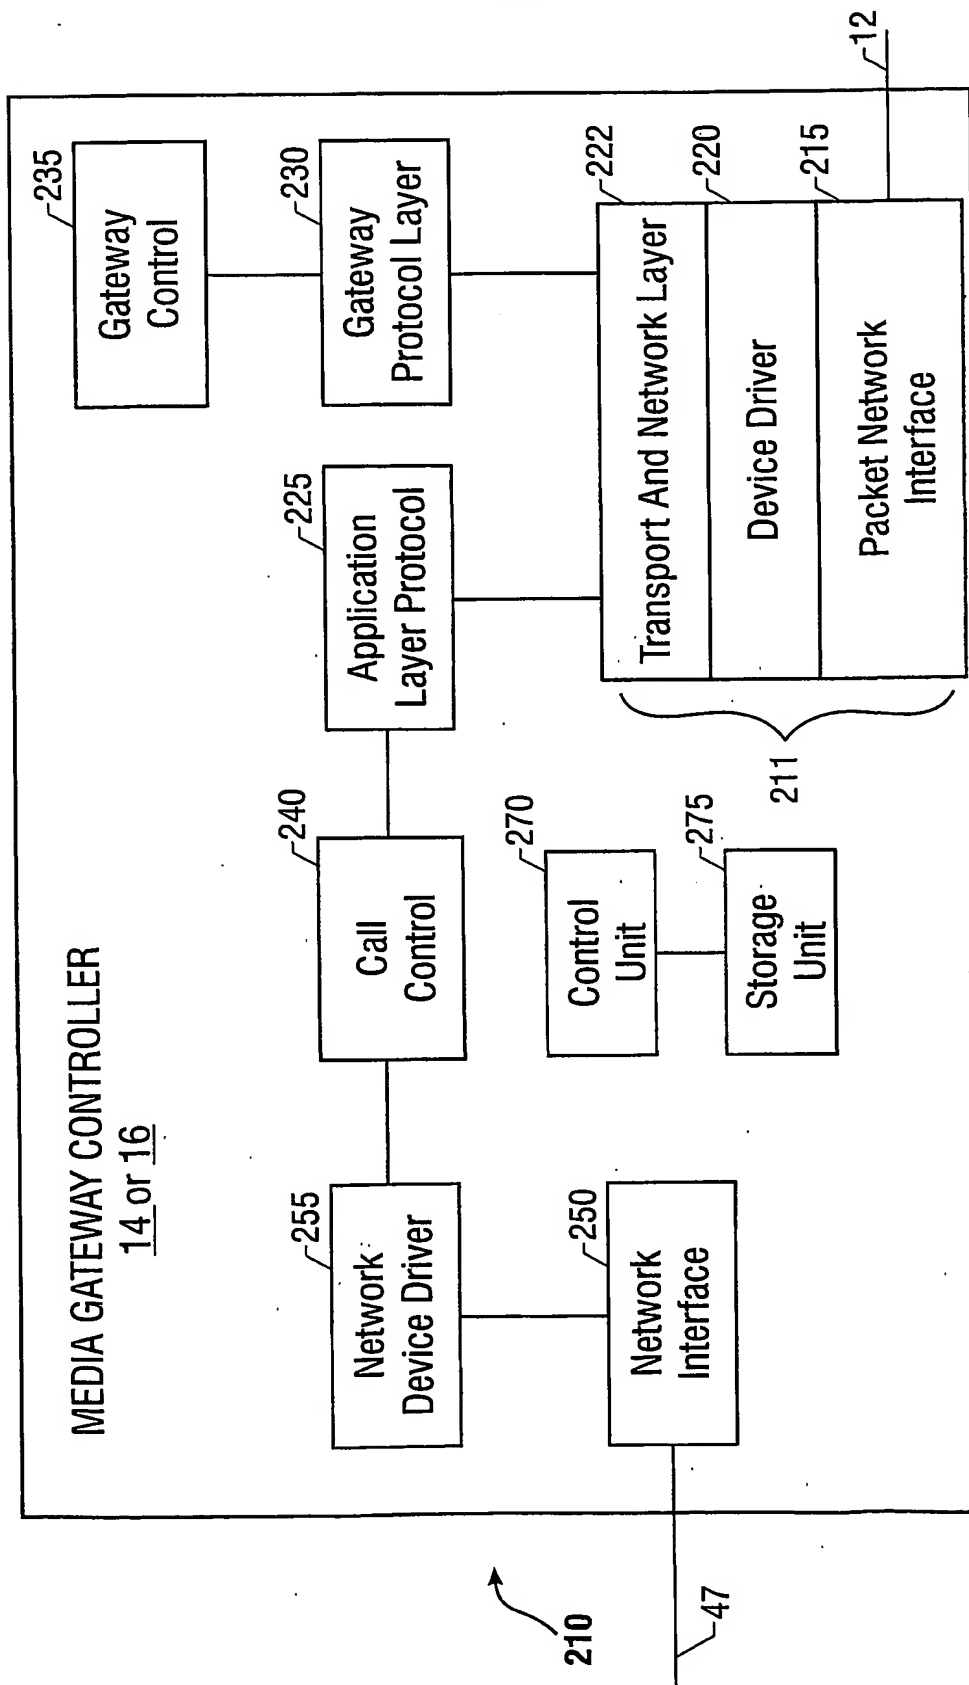 MEDIA GATEWAY CONTROLLER
14 or 16
235
Gateway
Control
230
Gateway
Protocol Layer
225
Application
Layer Protocol
240
Call
Control
255
Network
Device Driver
250
Network
Interface
270
Control
Unit
275
Storage
Unit
222
Transport And Network Layer
220
Device Driver
215
Packet Network
Interface
211
12
47
210